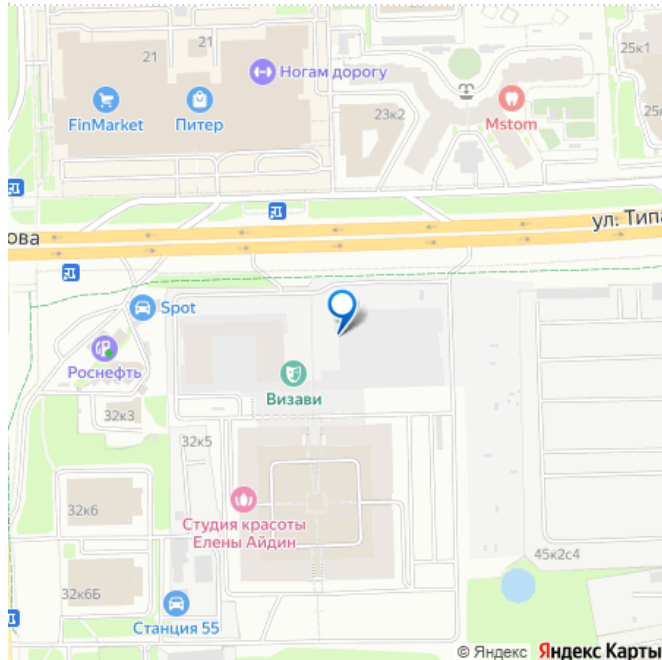 21
21
25к1
Ногам дорогу
FinMarket
Питер
23к2
Mstom
25к
ул. Типа
ова
Spot
Роснефть
Визави
32к3
32к5
32к6
Студия красоты
Елены Айдин
45к2с4
32к6Б
Станция 55
© Яндекс Яндекс Карты